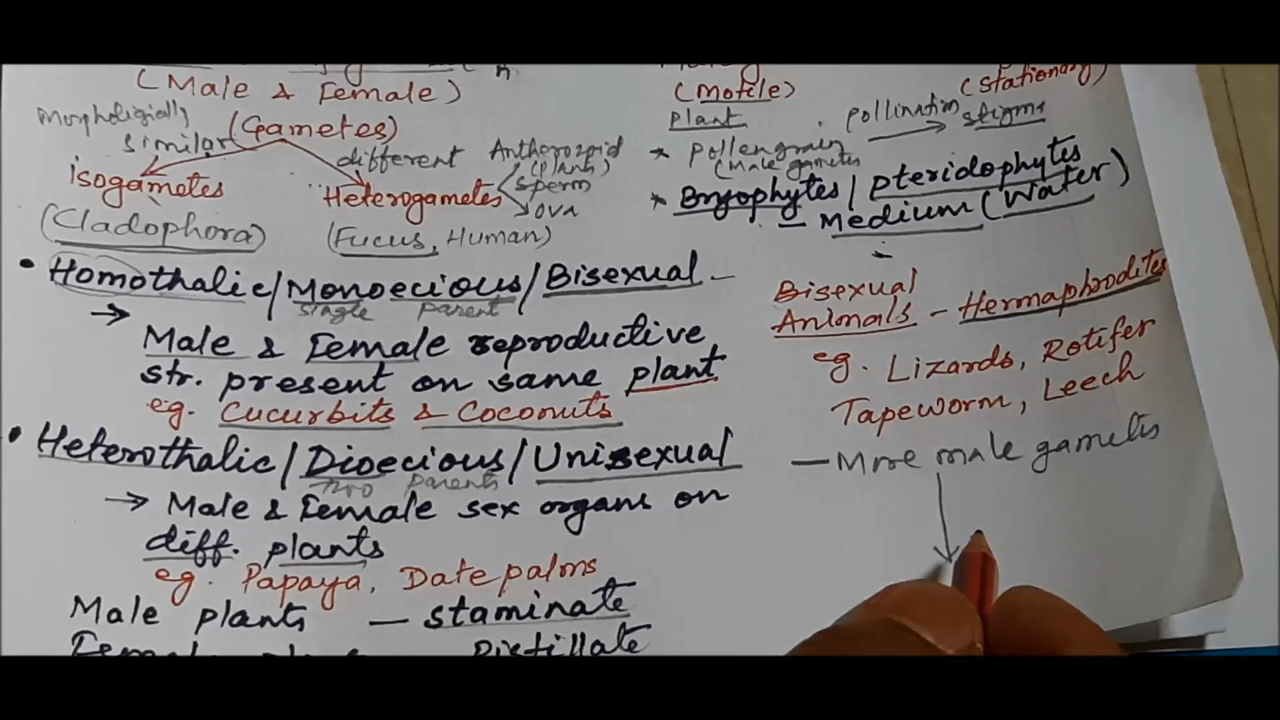 (Male & Female)
Morpholigially
similar
(Gametes)
different
Isogametes
Heterogametes
Antherozoid
(plants)
sperm
ova
(Cladophora)
(Fucus, Human)
• Homothalic/Monoecious/Bisexual –
single parent
→ Male & Female reproductive
str. present on same plant
eg. Cucurbits & Coconuts
• Heterothalic/Dioecious/Unisexual
two parents
→ Male & Female sex organs on
diff. plants
eg. Papaya, Date palms
Male plants — staminate
Pistillate
(motile)
(stationary)
plant
pollination
stigma
* pollengrain
(Male gametes
* Bryophytes/pteridophytes
– Medium (Water)
Bisexual
Animals – Hermaphrodites
eg. Lizards, Rotifer
Tapeworm, Leech
— More male gametes